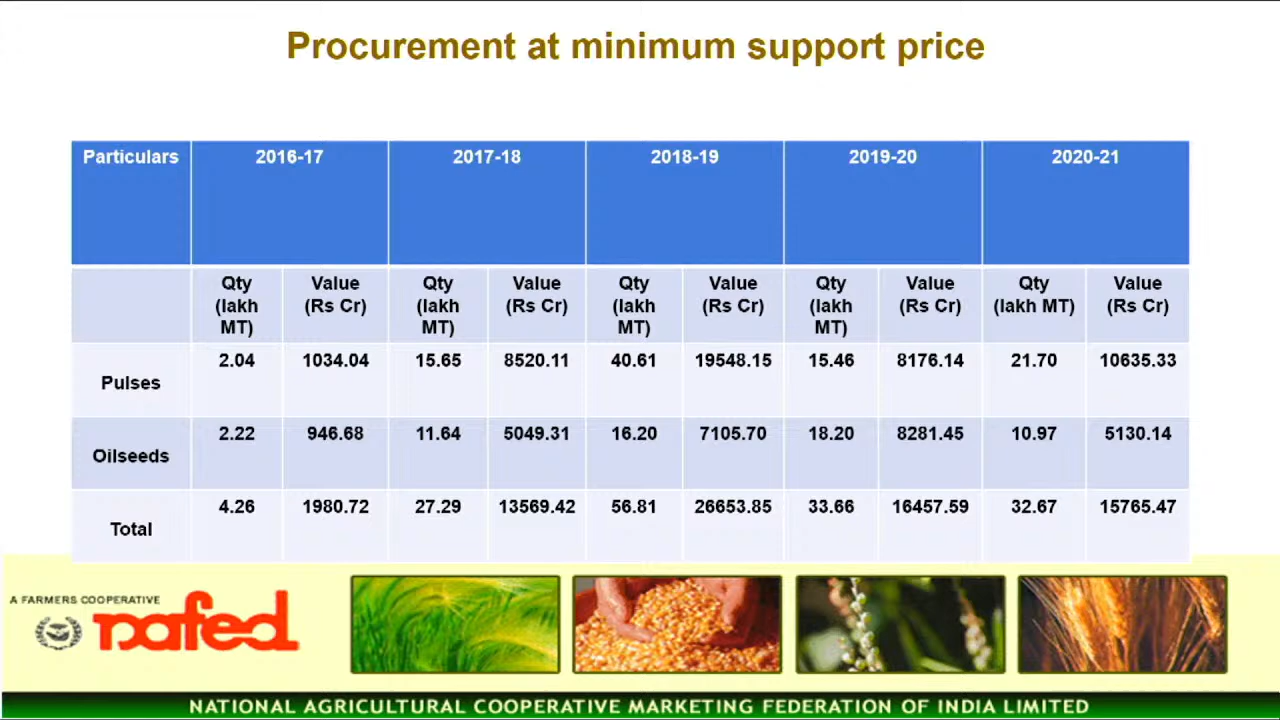 Procurement at minimum support price
Particulars 2016-17 2017-18 2018-19 2019-20 2020-21
Qty (lakh MT) Value (Rs Cr) Qty (lakh MT) Value (Rs Cr) Qty (lakh MT) Value (Rs Cr) Qty (lakh MT) Value (Rs Cr) Qty (lakh MT) Value (Rs Cr)
Pulses 2.04 1034.04 15.65 8520.11 40.61 19548.15 15.46 8176.14 21.70 10635.33
Oilseeds 2.22 946.68 11.64 5049.31 16.20 7105.70 18.20 8281.45 10.97 5130.14
Total 4.26 1980.72 27.29 13569.42 56.81 26653.85 33.66 16457.59 32.67 15765.47
A FARMERS COOPERATIVE
nafed
NATIONAL AGRICULTURAL COOPERATIVE MARKETING FEDERATION OF INDIA LIMITED